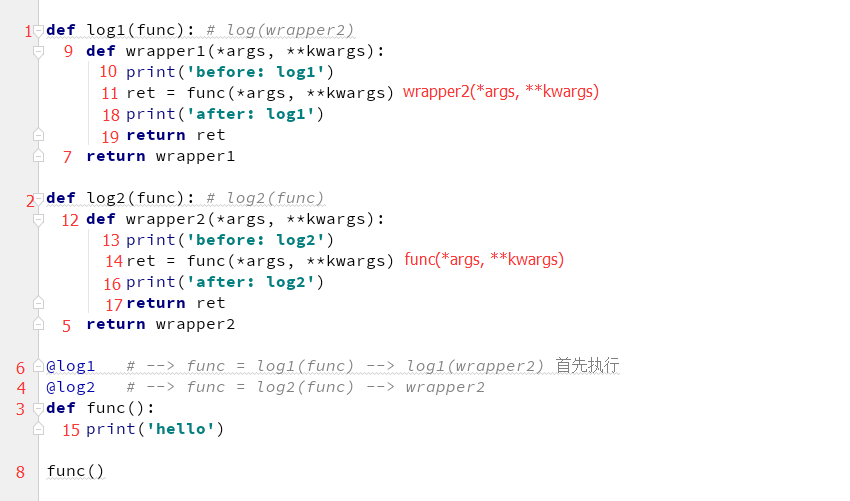 1 def log1(func): # log(wrapper2)
9 def wrapper1(*args, **kwargs):
10 print('before: log1')
11 ret = func(*args, **kwargs) wrapper2(*args, **kwargs)
18 print('after: log1')
19 return ret
7 return wrapper1
2 def log2(func): # log2(func)
12 def wrapper2(*args, **kwargs):
13 print('before: log2')
14 ret = func(*args, **kwargs) func(*args, **kwargs)
16 print('after: log2')
17 return ret
5 return wrapper2
6 @log1 # --> func = log1(func) --> log1(wrapper2) 首先执行
4 @log2 # --> func = log2(func) --> wrapper2
3 def func():
15 print('hello')
8 func()